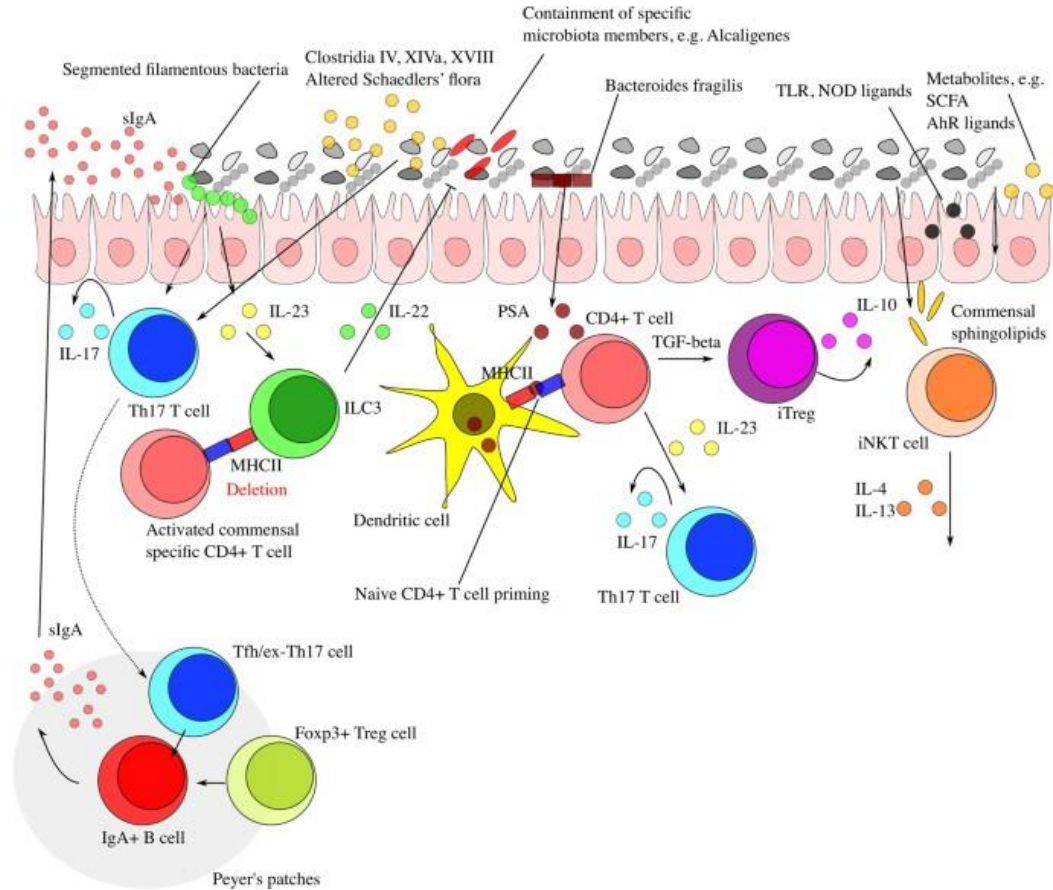 Containment of specific
microbiota members, e.g. Alcaligenes
Clostridia IV, XIVa, XVIII
Altered Schaedlers' flora
Segmented filamentous bacteria
Bacteroides fragilis
TLR, NOD ligands
Metabolites, e.g.
SCFA
AhR ligands
sIgA
IL-17
Th17 T cell
IL-23
IL-22
ILC3
MHCII
Deletion
Activated commensal
specific CD4+ T cell
PSA
CD4+ T cell
TGF-beta
MHCII
Dendritic cell
Naive CD4+ T cell priming
IL-23
IL-17
Th17 T cell
iTreg
IL-10
Commensal
sphingolipids
iNKT cell
IL-4
IL-13
sIgA
Tfh/ex-Th17 cell
Foxp3+ Treg cell
IgA+ B cell
Peyer's patches